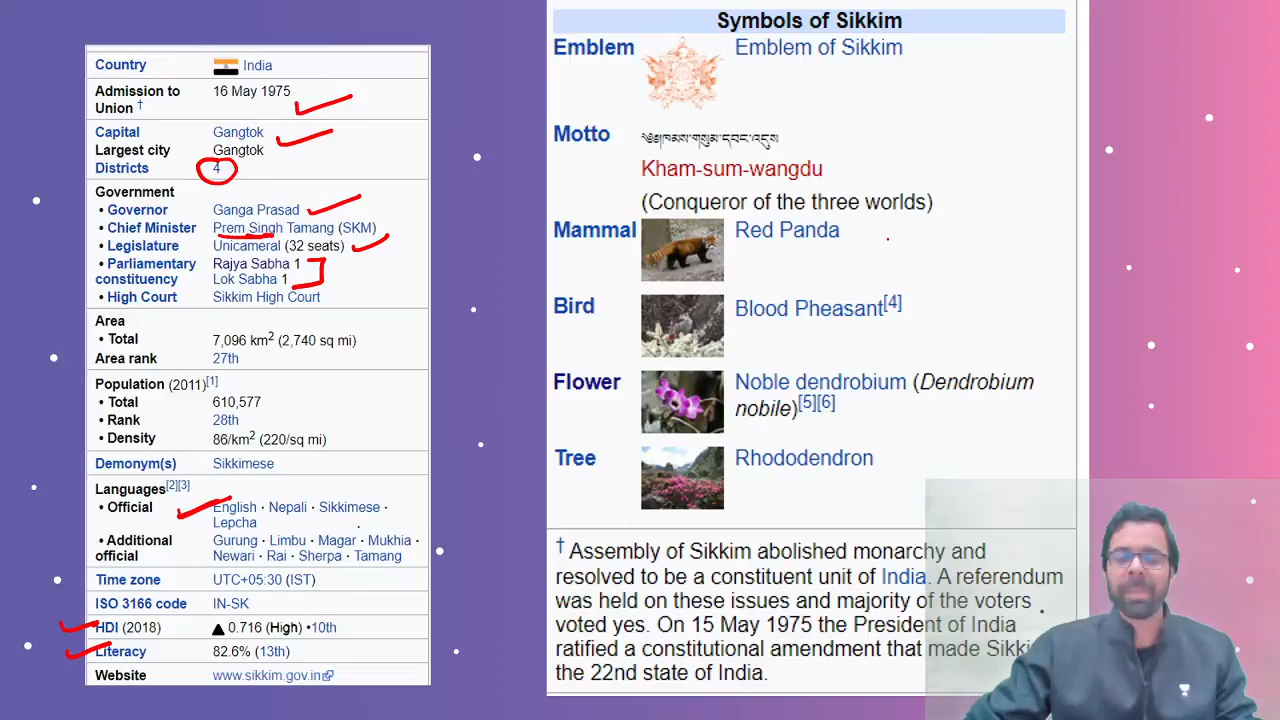 Country India
Admission to Union † 16 May 1975
Capital Gangtok
Largest city Gangtok
Districts 4
Government
• Governor Ganga Prasad
• Chief Minister Prem Singh Tamang (SKM)
• Legislature Unicameral (32 seats)
• Parliamentary Rajya Sabha 1
constituency Lok Sabha 1
• High Court Sikkim High Court
Area
• Total 7,096 km2 (2,740 sq mi)
Area rank 27th
Population (2011)[1]
• Total 610,577
• Rank 28th
• Density 86/km2 (220/sq mi)
Demonym(s) Sikkimese
Languages[2][3]
• Official English · Nepali · Sikkimese ·
Lepcha
• Additional Gurung · Limbu · Magar · Mukhia ·
official Newari · Rai · Sherpa · Tamang
Time zone UTC+05:30 (IST)
ISO 3166 code IN-SK
HDI (2018) ▲ 0.716 (High) •10th
Literacy 82.6% (13th)
Website www.sikkim.gov.in
Symbols of Sikkim
Emblem Emblem of Sikkim
Motto ༄༅།ཁམས་གསུམ་དབང་འདུས
Kham-sum-wangdu
(Conqueror of the three worlds)
Mammal Red Panda
Bird Blood Pheasant[4]
Flower Noble dendrobium (Dendrobium
nobile)[5][6]
Tree Rhododendron
† Assembly of Sikkim abolished monarchy and
resolved to be a constituent unit of India. A referendum
was held on these issues and majority of the voters
voted yes. On 15 May 1975 the President of India
ratified a constitutional amendment that made
the 22nd state of India.